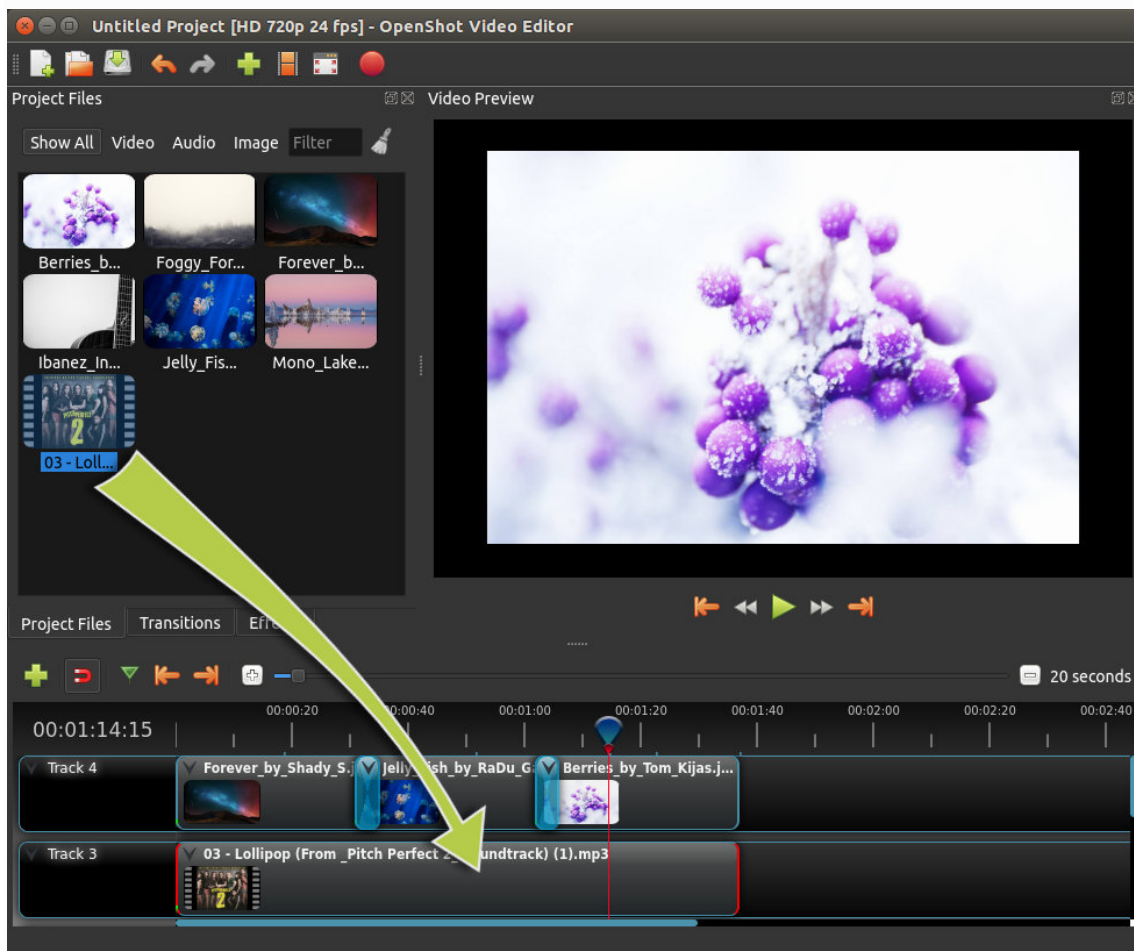 Untitled Project [HD 720p 24 fps] - OpenShot Video Editor
Project Files
Video Preview
Show All Video Audio Image Filter
Berries_b... Foggy_For... Forever_b...
Ibanez_In... Jelly_Fis... Mono_Lake...
2
03 - Loll...
Project Files Transitions
20 seconds
00:01:14:15
00:00:20 00:00:40 00:01:00 00:01:20 00:01:40 00:02:00 00:02:20 00:02:40
Track 4
Forever_by_Shady_S.j Jelly_Fish_by_RaDu_G. Berries_by_Tom_Kijas.j...
Track 3
03 - Lollipop (From _Pitch Perfect 2_ undtrack) (1).mp3
2